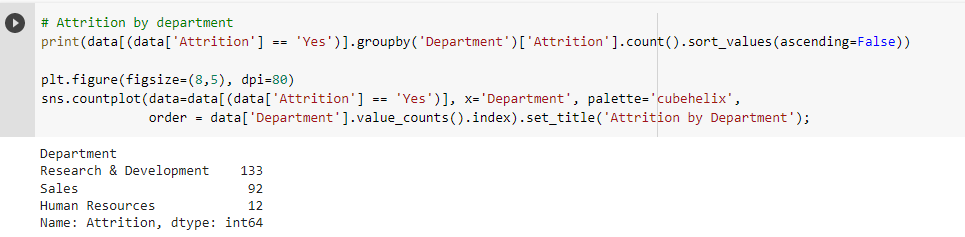 # Attrition by department
print(data[(data['Attrition'] == 'Yes')].groupby('Department')['Attrition'].count().sort_values(ascending=False))
plt.figure(figsize=(8,5), dpi=80)
sns.countplot(data=data[(data['Attrition'] == 'Yes')], x='Department', palette='cubehelix',
order = data['Department'].value_counts().index).set_title('Attrition by Department');
Department
Research & Development 133
Sales 92
Human Resources 12
Name: Attrition, dtype: int64